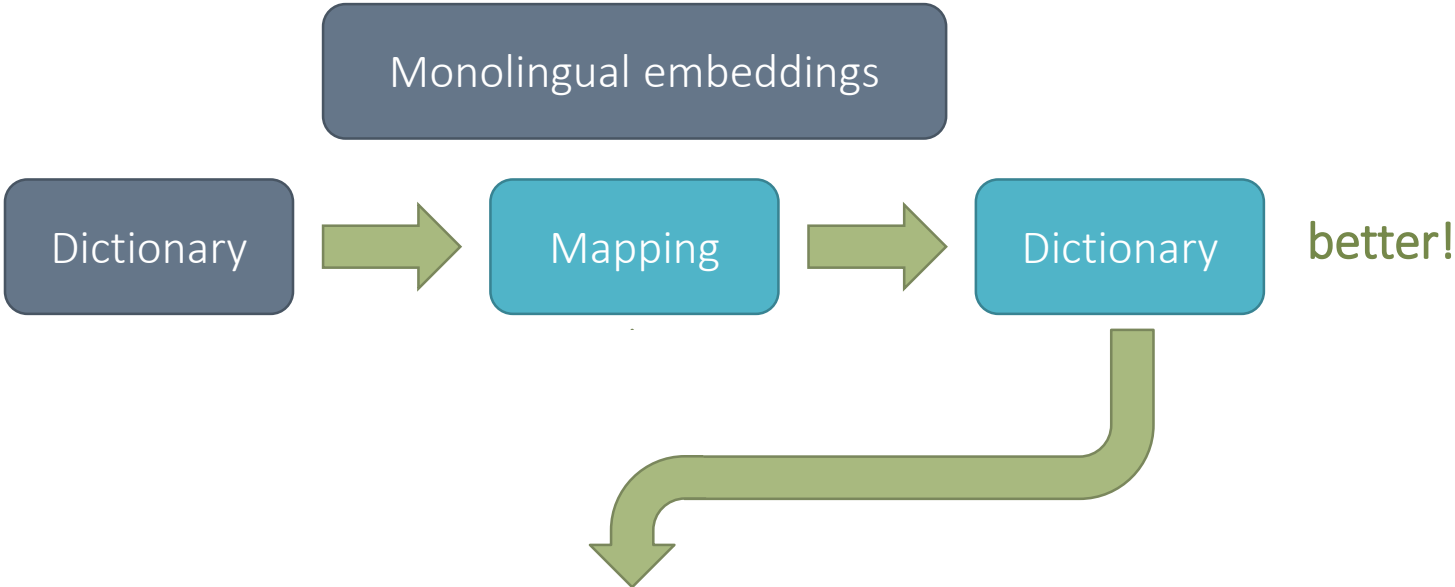 Monolingual embeddings
Dictionary
Mapping
Dictionary
better!